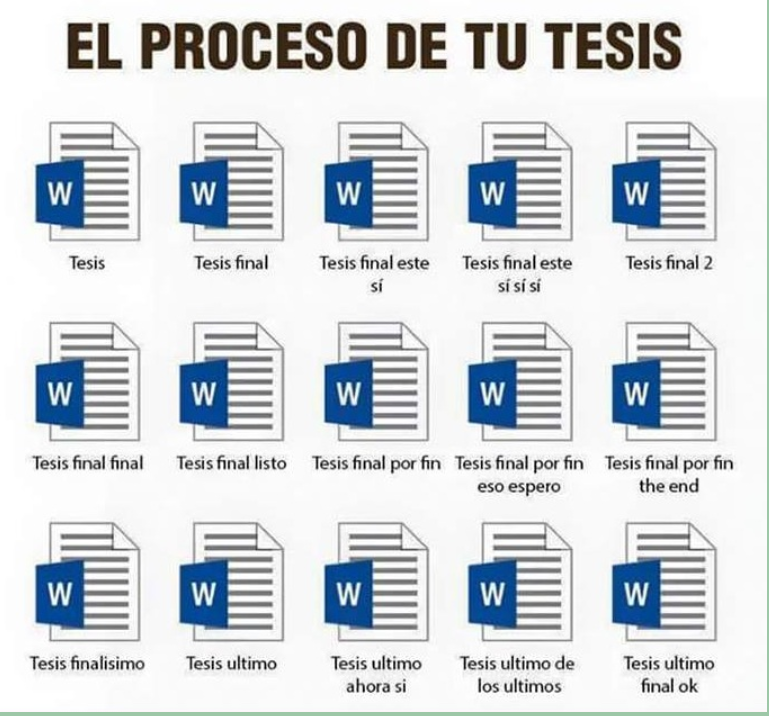 EL PROCESO DE TU TESIS
W
W
W
W
W
Tesis
Tesis final
Tesis final este
sí
Tesis final este
sí sí sí
Tesis final 2
W
W
W
W
W
Tesis final final
Tesis final listo
Tesis final por fin
Tesis final por fin
eso espero
Tesis final por fin
the end
W
W
W
W
W
Tesis finalisimo
Tesis ultimo
Tesis ultimo
ahora si
Tesis ultimo de
los ultimos
Tesis ultimo
final ok